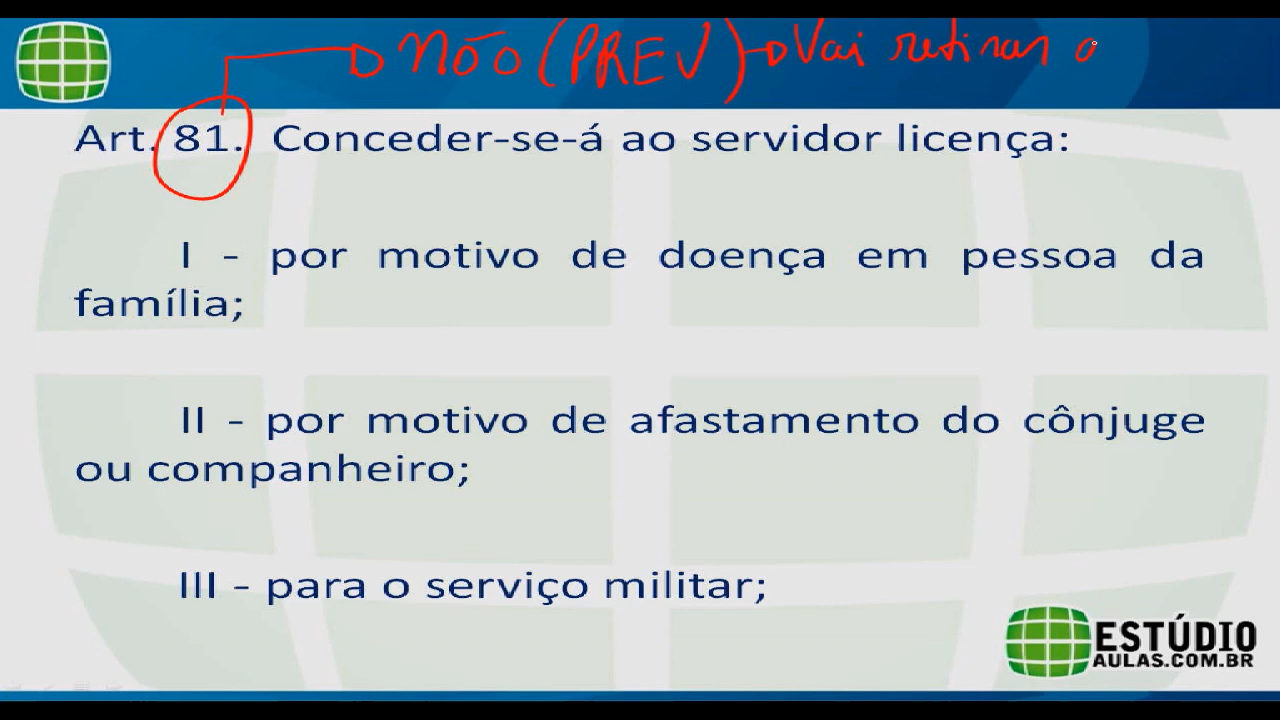 NÃO (PREV) Vai retirar o
Art. 81. Conceder-se-á ao servidor licença:
I - por motivo de doença em pessoa da
família;
II - por motivo de afastamento do cônjuge
ou companheiro;
III - para o serviço militar;
ESTÚDIO
AULAS.COM.BR